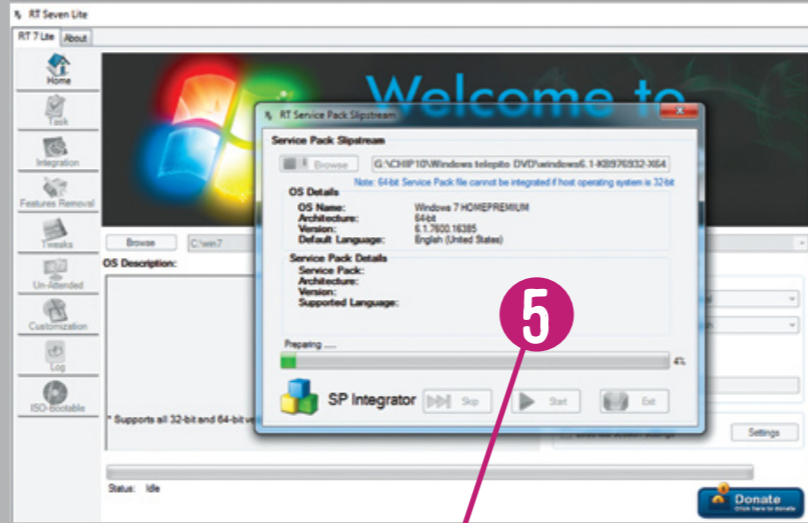 RT Seven Lite
RT 7 Lite About
Home
Task
Integration
Features Removal
Tweaks
Un-Attended
Customization
Log
ISO-Bootable
Welcome to
Browse C:\win7
OS Description:
* Supports all 32-bit and 64-bit
Settings
Status: Idle
Donate
Click here to donate
RT Service Pack Slipstream
Service Pack Slipstream
Browse G:\CHIP10\Windows telepito DVD\windows6.1-KB976932-X64
Note: 64-bit Service Pack file cannot be integrated if host operating system is 32-bit
OS Details
OS Name: Windows 7 HOMEPREMIUM
Architecture: 64-bit
Version: 6.1.7600.16385
Default Language: English (United States)
Service Pack Details
Service Pack:
Architecture:
Version:
Supported Language:
Preparing ....
4%
SP Integrator Skip Start Exit
5